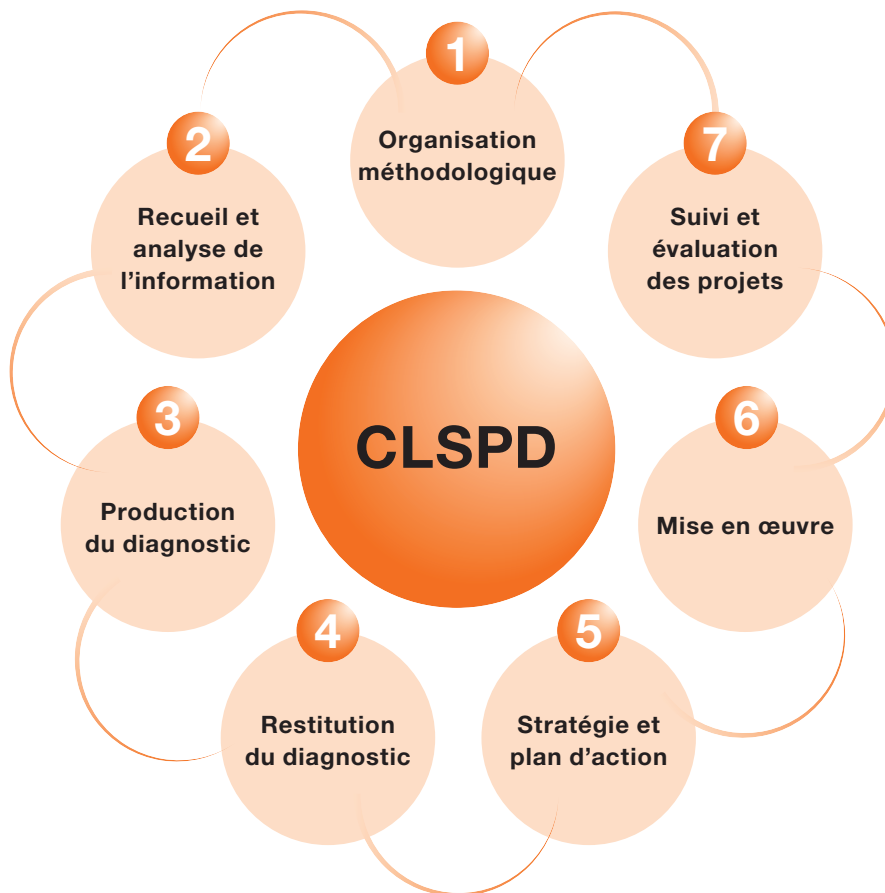 1
Organisation
méthodologique
2
Recueil et
analyse de
l'information
3
Production
du diagnostic
4
Restitution
du diagnostic
5
Stratégie et
plan d'action
6
Mise en œuvre
7
Suivi et
évaluation
des projets
CLSPD